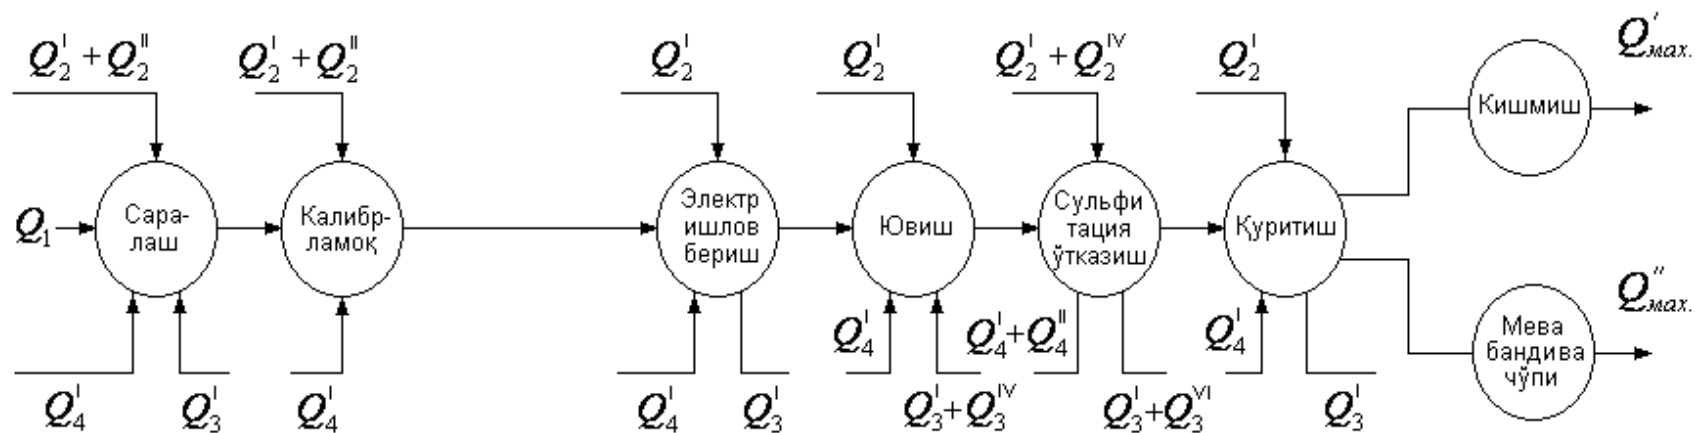 Q₂ᴵ + Q₂ᴵᴵ
Q₂ᴵ + Q₂ᴵᴵ
Q₂ᴵ
Q₂ᴵ
Q₂ᴵ + Q₂ᴵⱽ
Q₂ᴵ
Q′мах.
Кишмиш
Q₁
Сара-
лаш
Калибр-
ламоқ
Электр
ишлов
бериш
Ювиш
Сульфи
тация
ўтказиш
Қуритиш
Q″мах.
Мева
бандива
чўпи
Q₄ᴵ
Q₄ᴵ+Q₄ᴵᴵ
Q₄ᴵ
Q₄ᴵ
Q₃ᴵ
Q₄ᴵ
Q₄ᴵ
Q₃ᴵ
Q₃ᴵ+Q₃ᴵⱽ
Q₃ᴵ+Q₃ⱽᴵ
Q₃ᴵ